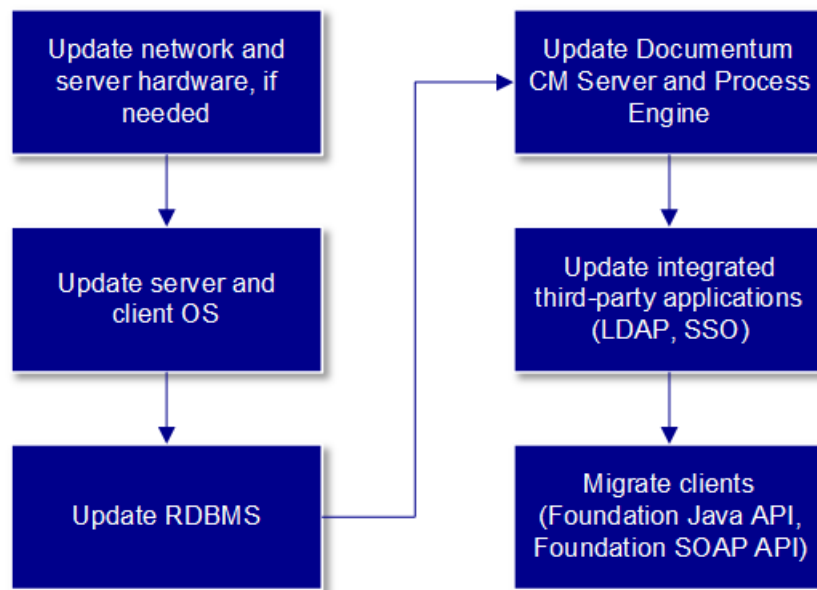 Update network and
server hardware, if
needed
Update server and
client OS
Update RDBMS
Update Documentum
CM Server and Process
Engine
Update integrated
third-party applications
(LDAP, SSO)
Migrate clients
(Foundation Java API,
Foundation SOAP API)